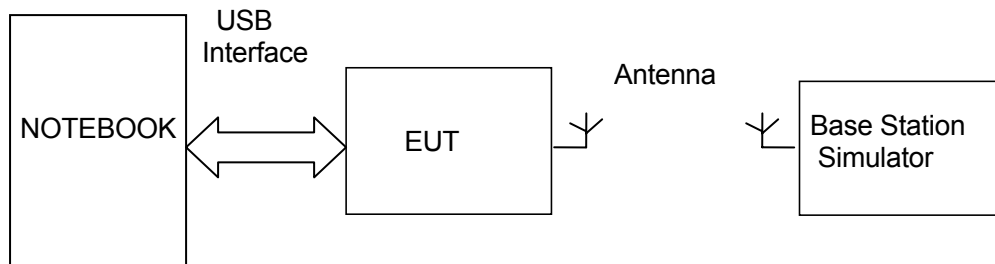 USB
Interface
Antenna
NOTEBOOK
EUT
Base Station
Simulator